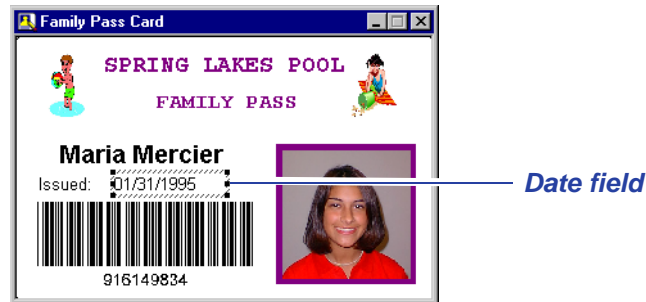 Family Pass Card
SPRING LAKES POOL
FAMILY PASS
Maria Mercier
Issued: 01/31/1995
Date field
916149834